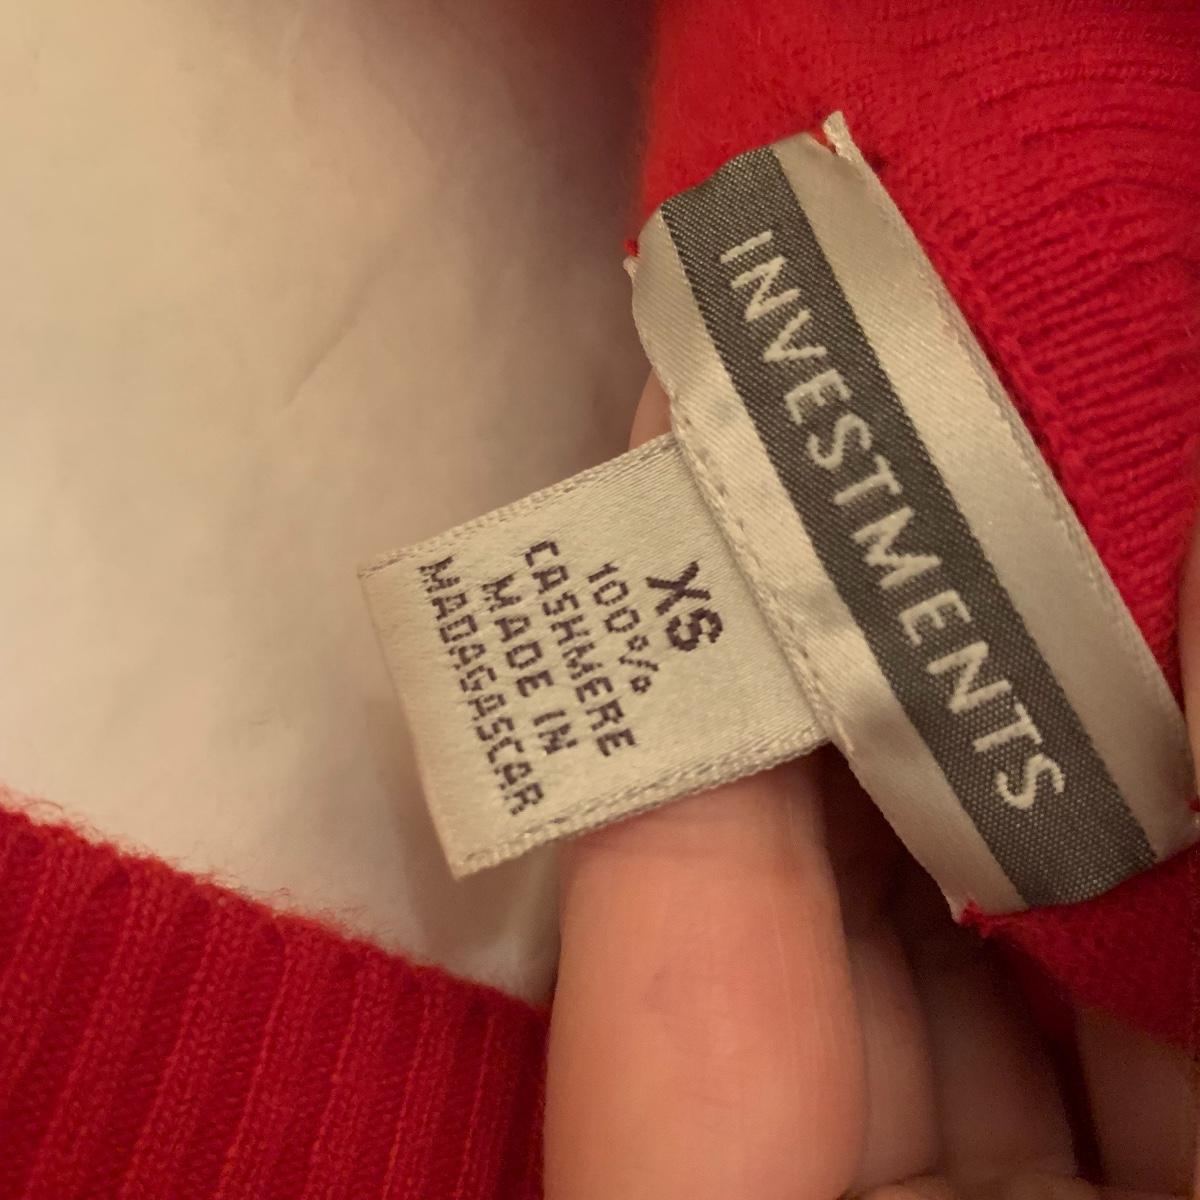 INVESTMENTS
XS
100%
CASHMERE
MADE IN
MADAGASCAR